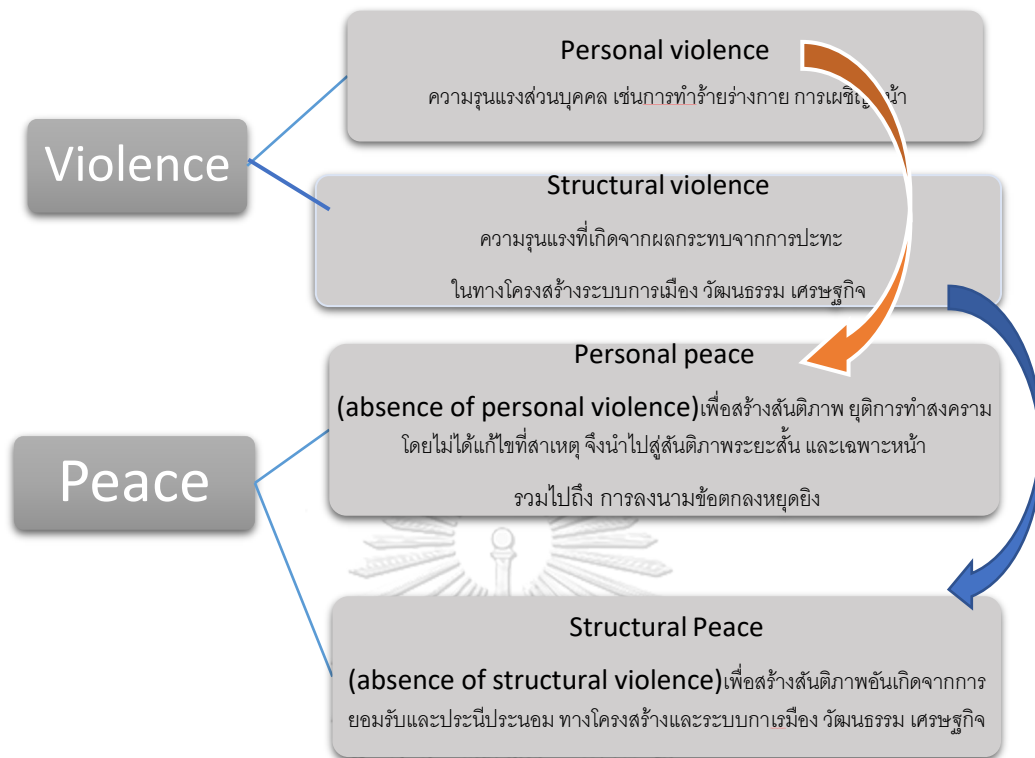 Personal violence
ความรุนแรงส่วนบุคคล เช่นการทำร้ายร่างกาย
Violence
Structural violence
ความรุนแรงที่เกิดจากผลกระทบจากการปะทะ
ในทางโครงสร้างระบบการเมือง วัฒนธรรม เศรษฐกิจ
Personal peace
(absence of personal violence)เพื่อสร้างสันติภาพ ยุติการทำสงคราม
โดยไม่ได้แก้ไขที่สาเหตุ จึงนำไปสู่สันติภาพระยะสั้น และเฉพาะหน้า
รวมไปถึง การลงนามข้อตกลงหยุดยิง
Peace
Structural Peace
(absence of structural violence)เพื่อสร้างสันติภาพอันเกิดจากการ
ยอมรับและประนีประนอม ทางโครงสร้างและระบบกาเรมือง วัฒนธรรม เศรษฐกิจ